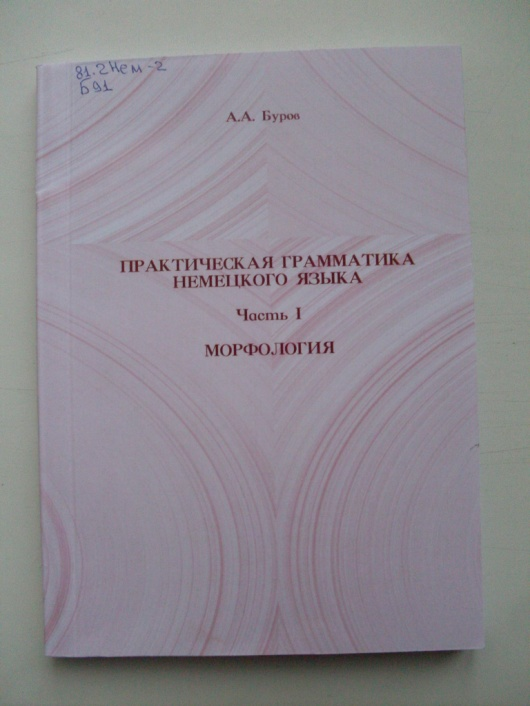 81.2Нем-2
Б91
А.А. Буров
ПРАКТИЧЕСКАЯ ГРАММАТИКА
НЕМЕЦКОГО ЯЗЫКА
Часть I
МОРФОЛОГИЯ